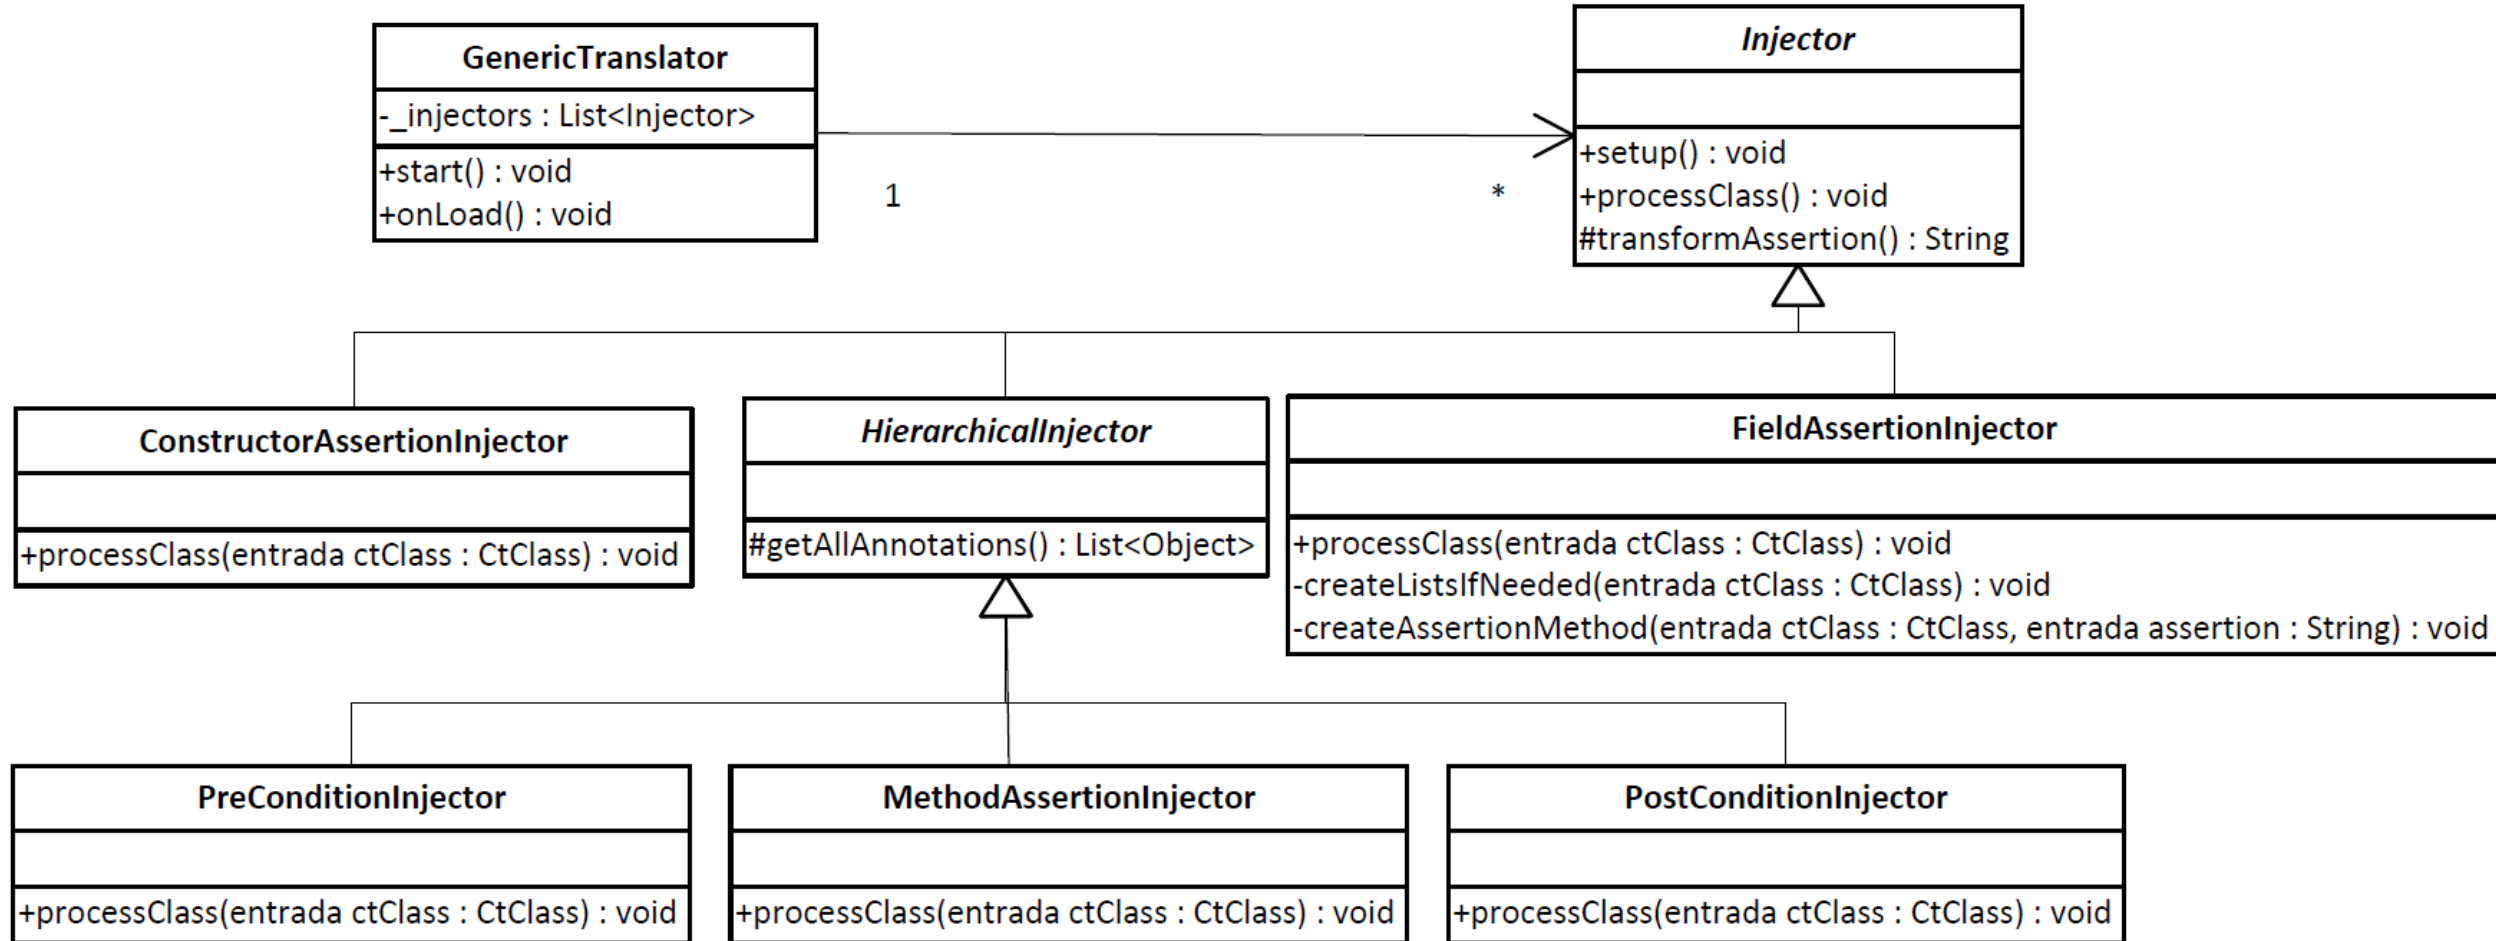 GenericTranslator
-_injectors : List<Injector>
+start() : void
+onLoad() : void
1
*
Injector
+setup() : void
+processClass() : void
#transformAssertion() : String
ConstructorAssertionInjector
+processClass(entrada ctClass : CtClass) : void
HierarchicalInjector
#getAllAnnotations() : List<Object>
FieldAssertionInjector
+processClass(entrada ctClass : CtClass) : void
-createListsIfNeeded(entrada ctClass : CtClass) : void
-createAssertionMethod(entrada ctClass : CtClass, entrada assertion : String) : void
PreConditionInjector
+processClass(entrada ctClass : CtClass) : void
MethodAssertionInjector
+processClass(entrada ctClass : CtClass) : void
PostConditionInjector
+processClass(entrada ctClass : CtClass) : void